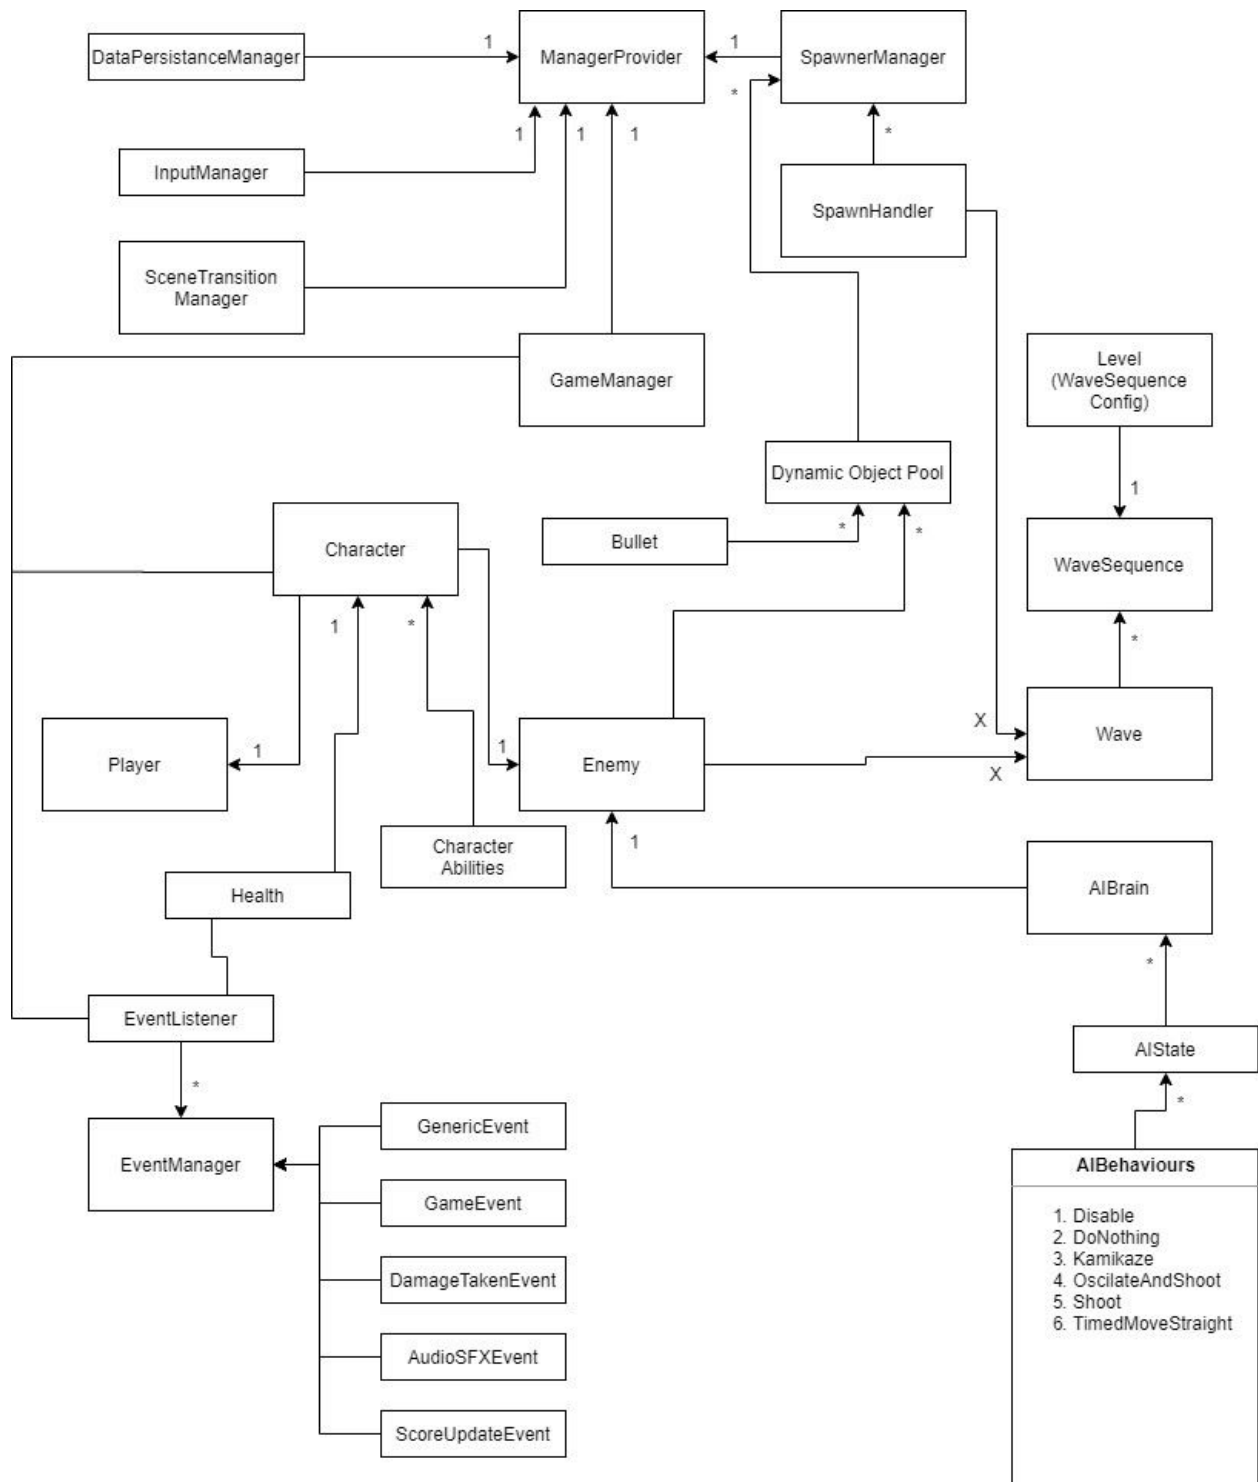 DataPersistanceManager
1
ManagerProvider
1
SpawnerManager
*
1
1
1
*
InputManager
SpawnHandler
SceneTransition
Manager
GameManager
Level
(WaveSequence
Config)
Dynamic Object Pool
1
Character
Bullet
*
*
WaveSequence
1
*
*
Player
1
1
Enemy
X
X
Wave
Character
Abilities
1
Health
AIBrain
*
EventListener
AIState
*
*
EventManager
GenericEvent
GameEvent
DamageTakenEvent
AudioSFXEvent
ScoreUpdateEvent
AIBehaviours
1. Disable
2. DoNothing
3. Kamikaze
4. OscilateAndShoot
5. Shoot
6. TimedMoveStraight